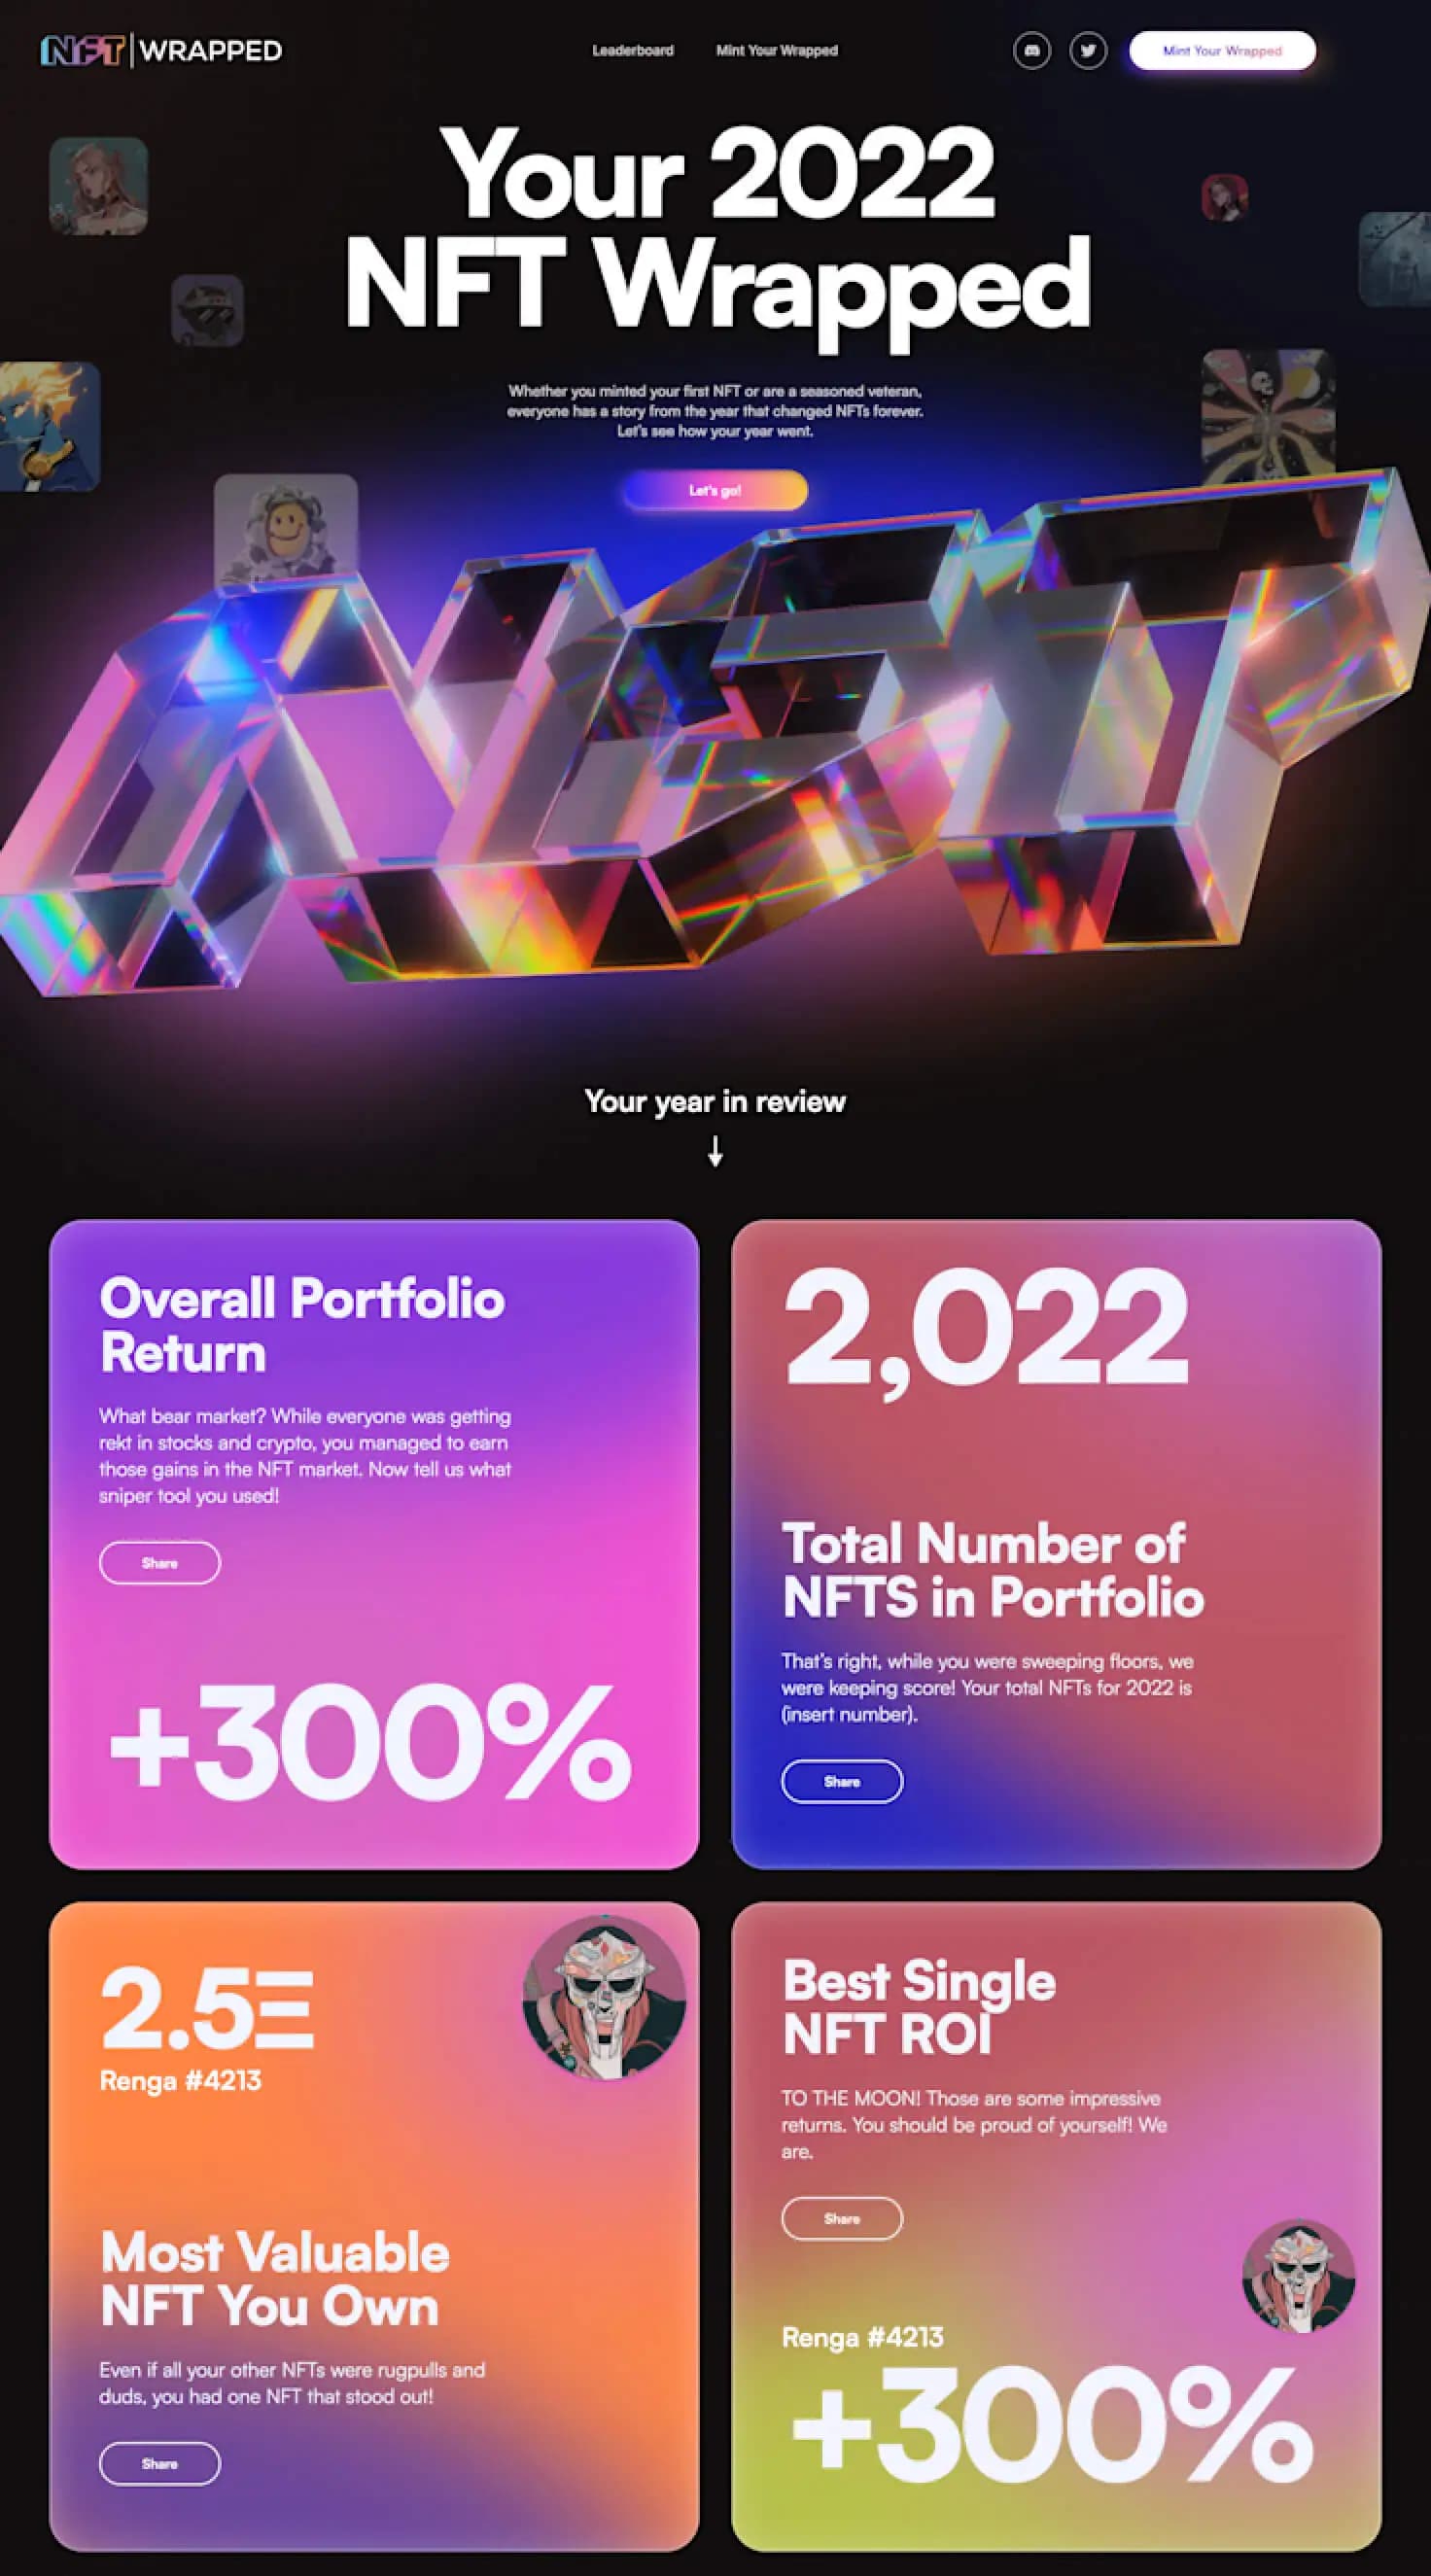 NFT WRAPPED
Leaderboard
Mint Your Wrapped
Mint Your Wrapped
Your 2022
NFT Wrapped
Whether you minted your first NFT or are a seasoned veteran,
everyone has a story from the year that changed NFTs forever.
Let's see how your year went.
Let's go!
NFT
Your year in review
Overall Portfolio
Return
What bear market? While everyone was getting
rekt in stocks and crypto, you managed to earn
those gains in the NFT market. Now tell us what
sniper tool you used!
Share
+300%
2,022
Total Number of
NFTS in Portfolio
That's right, while you were sweeping floors, we
were keeping score! Your total NFTs for 2022 is
(insert number).
Share
2.5Ξ
Renga #4213
Most Valuable
NFT You Own
Even if all your other NFTs were rugpulls and
duds, you had one NFT that stood out!
Share
Best Single
NFT ROI
TO THE MOON! Those are some impressive
returns. You should be proud of yourself! We
are.
Share
Renga #4213
+300%